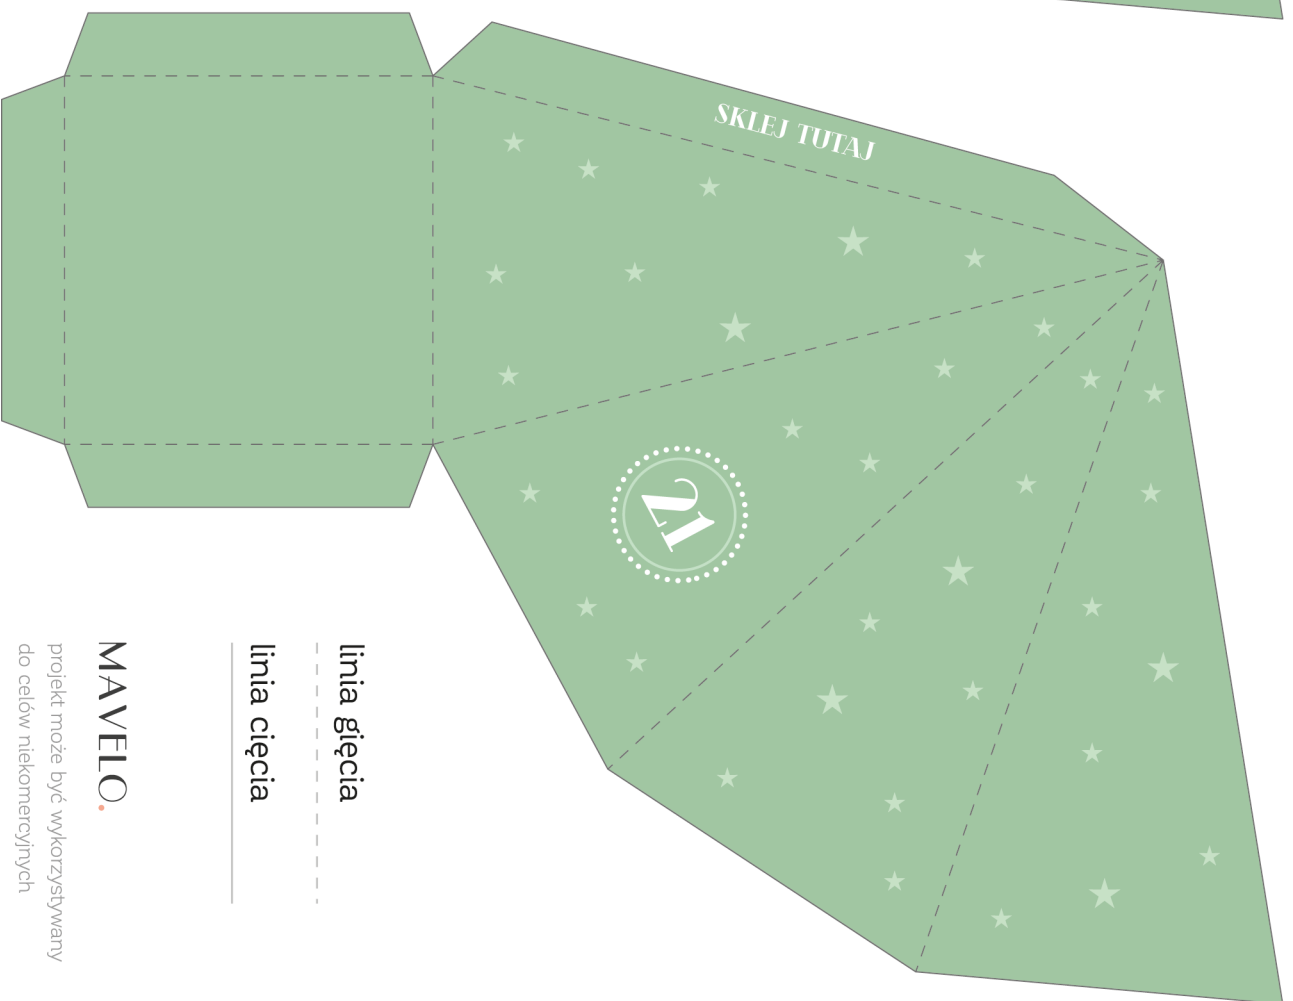 SKLEJ TUTAJ
21
linia gięcia
linia cięcia
MAVELO.
projekt może być wykorzystywany
do celów niekomercyjnych